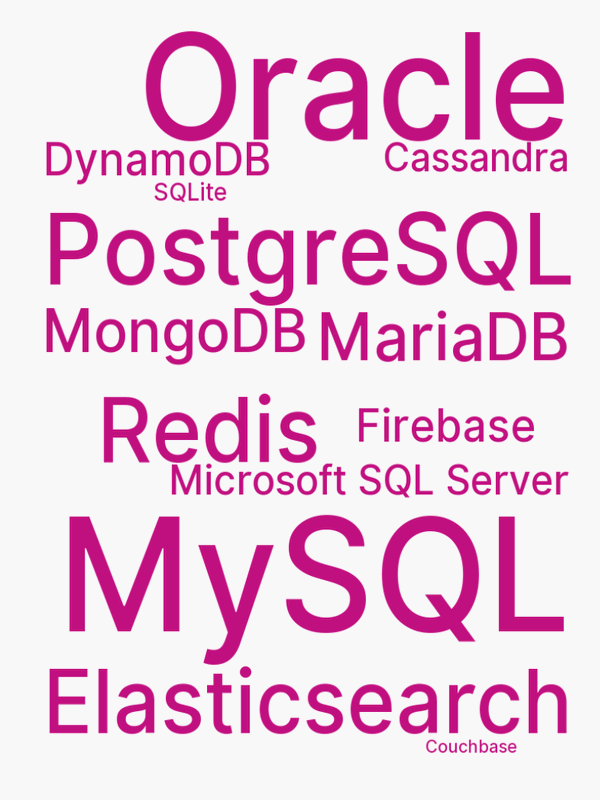 Oracle
DynamoDB Cassandra
SQLite
PostgreSQL
MongoDB MariaDB
Redis Firebase
Microsoft SQL Server
MySQL
Elasticsearch
Couchbase